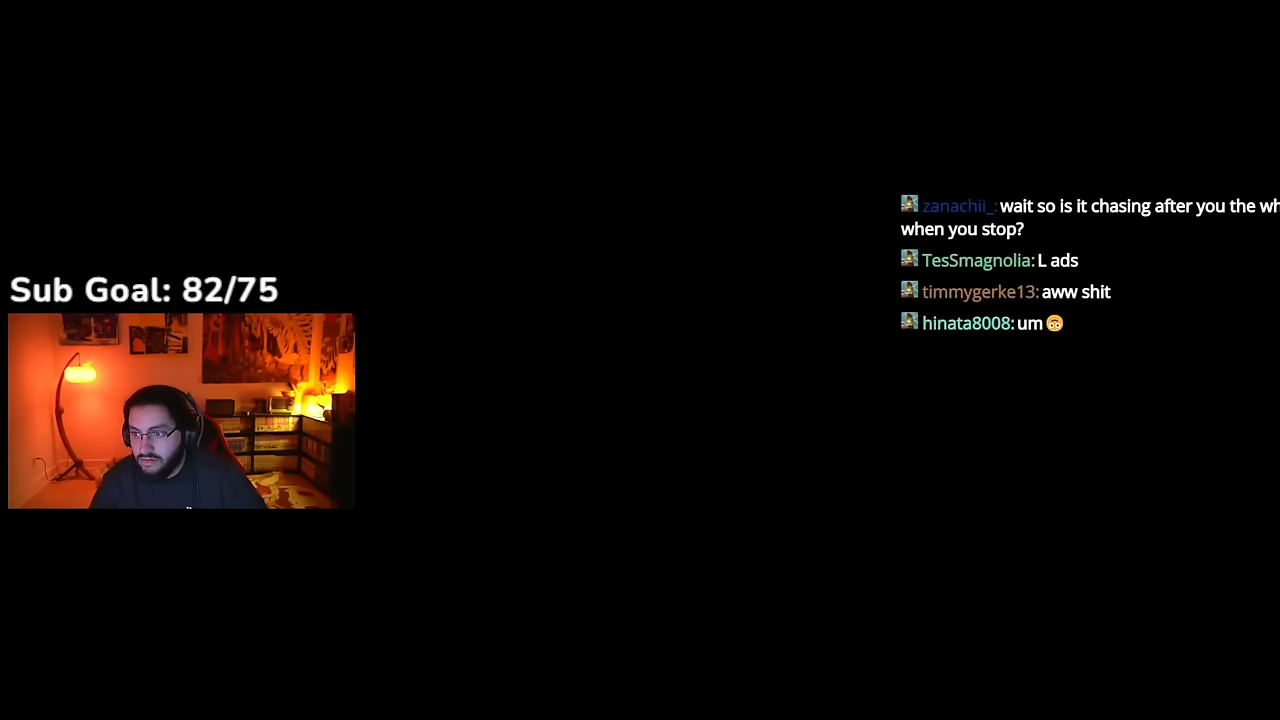 zanachii_: wait so is it chasing after you the wh
when you stop?
TesSmagnolia: L ads
Sub Goal: 82/75
timmygerke13: aww shit
hinata8008: um🙃